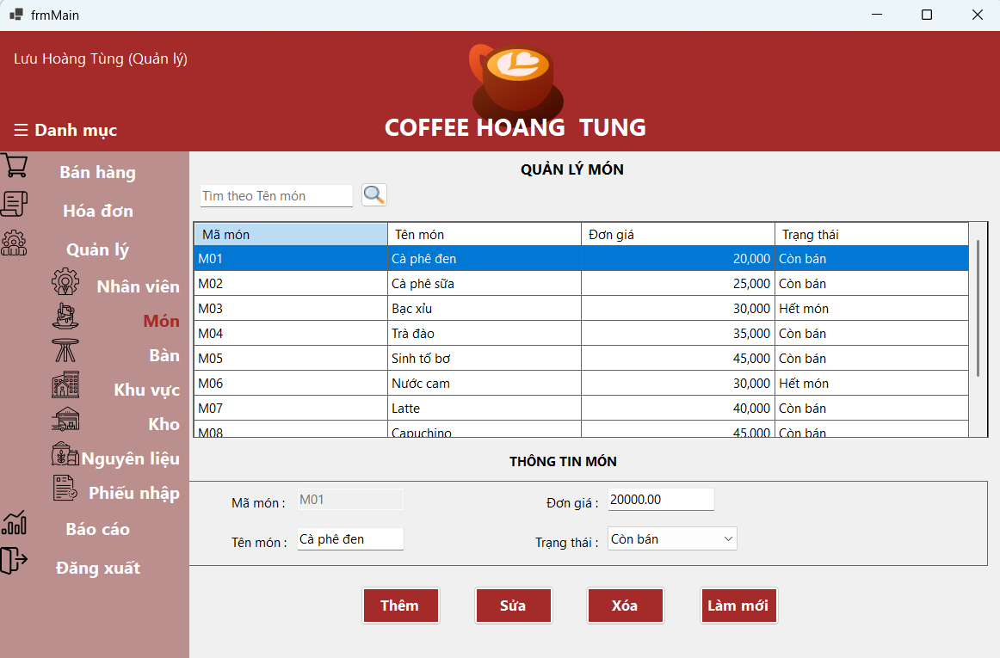 frmMain
Lưu Hoàng Tùng (Quản lý)
☰ Danh mục
COFFEE HOANG TUNG
Bán hàng
Hóa đơn
Quản lý
Nhân viên
Món
Bàn
Khu vực
Kho
Nguyên liệu
Phiếu nhập
Báo cáo
Đăng xuất
QUẢN LÝ MÓN
Tìm theo Tên món
Mã món Tên món Đơn giá Trạng thái
M01 Cà phê đen 20,000 Còn bán
M02 Cà phê sữa 25,000 Còn bán
M03 Bạc xỉu 30,000 Hết món
M04 Trà đào 35,000 Còn bán
M05 Sinh tố bơ 45,000 Còn bán
M06 Nước cam 30,000 Hết món
M07 Latte 40,000 Còn bán
M08 Capuchino 45,000 Còn bán
THÔNG TIN MÓN
Mã món : M01 Đơn giá : 20000.00
Tên món : Cà phê đen Trạng thái : Còn bán
Thêm Sửa Xóa Làm mới